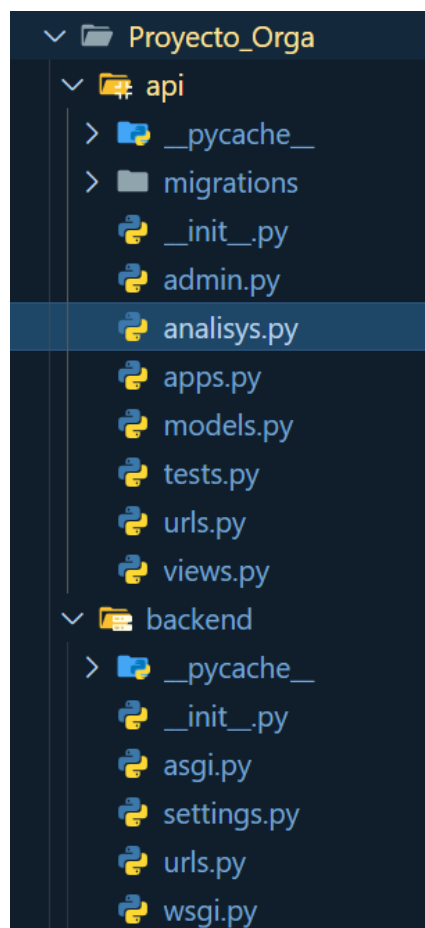 Proyecto_Orga
api
__pycache__
migrations
__init__.py
admin.py
analisys.py
apps.py
models.py
tests.py
urls.py
views.py
backend
__pycache__
__init__.py
asgi.py
settings.py
urls.py
wsgi.py